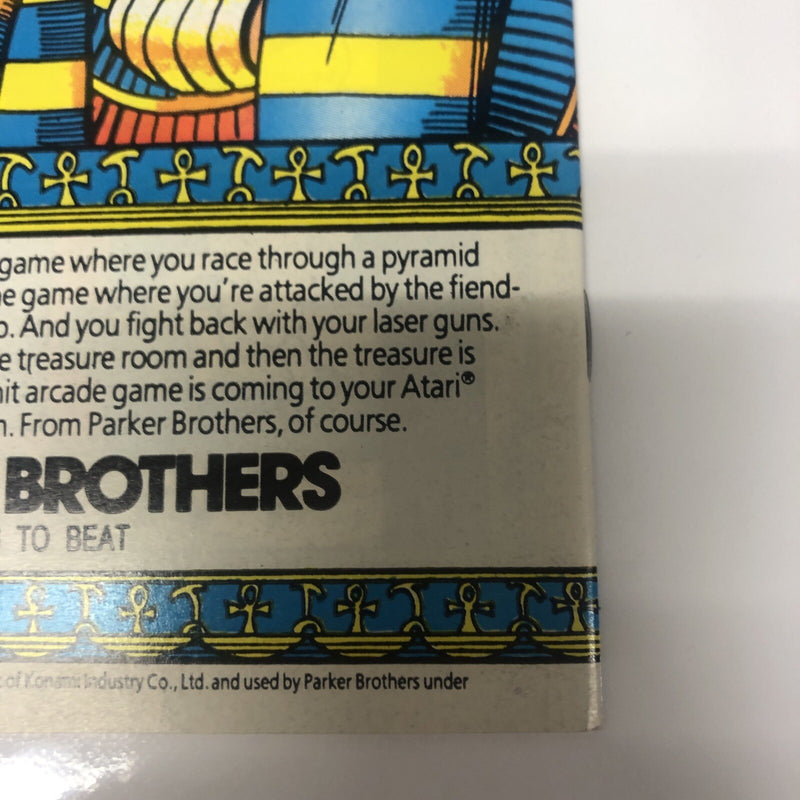 game where you race through a pyramid
game where you're attacked by the fiend-
And you fight back with your laser guns.
treasure room and then the treasure is
hit arcade game is coming to your Atari®
From Parker Brothers, of course.
BROTHERS
TO BEAT
of Konami Industry Co., Ltd. and used by Parker Brothers under